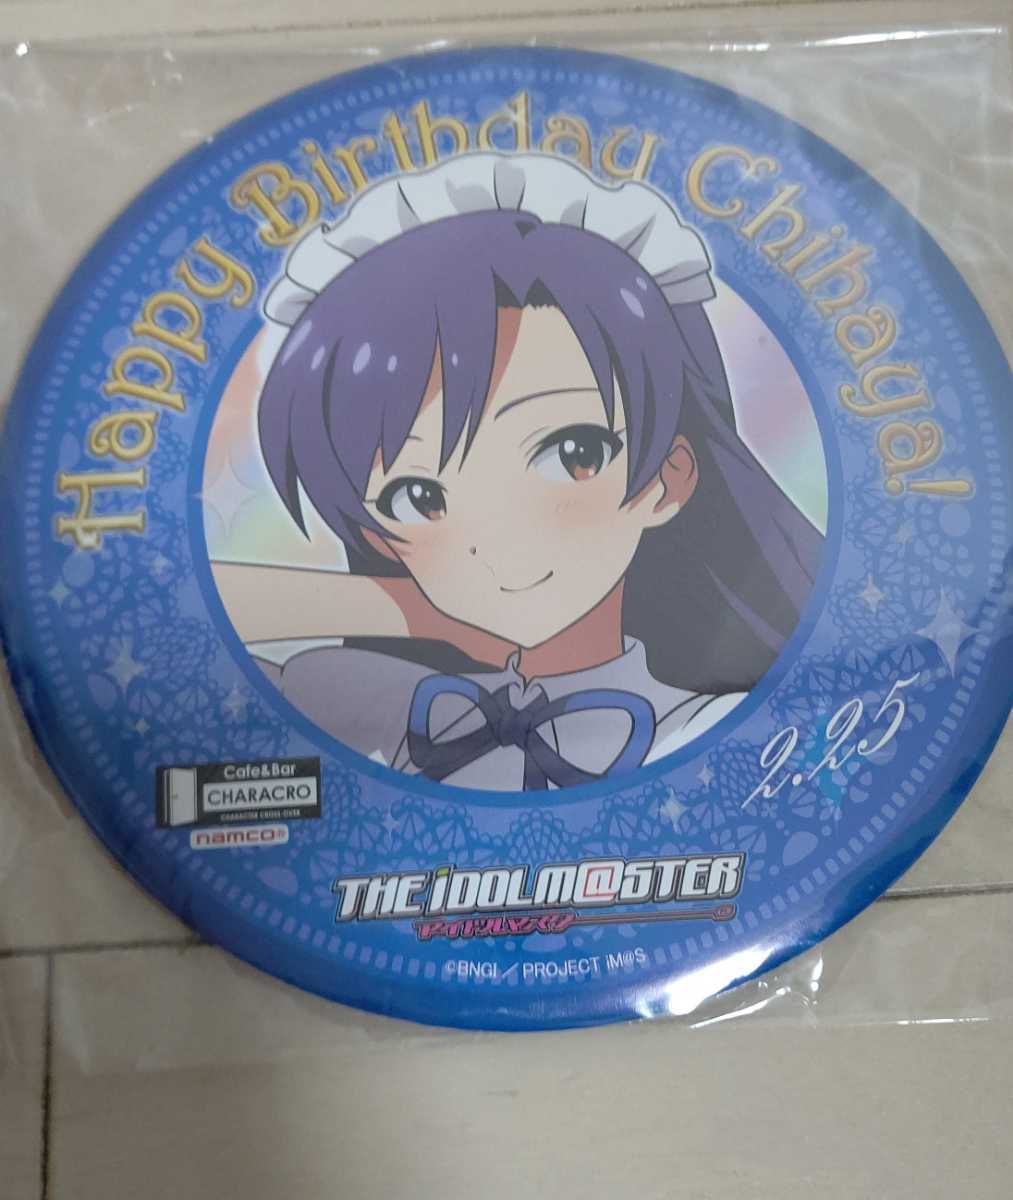 Happy Birthday Chihaya!
2.25
Cafe&Bar
CHARACRO
CHARACTER CROSS-OVER
namco
THE iDOLM@STER
アイドルマスター
©BNGI／PROJECT iM@S